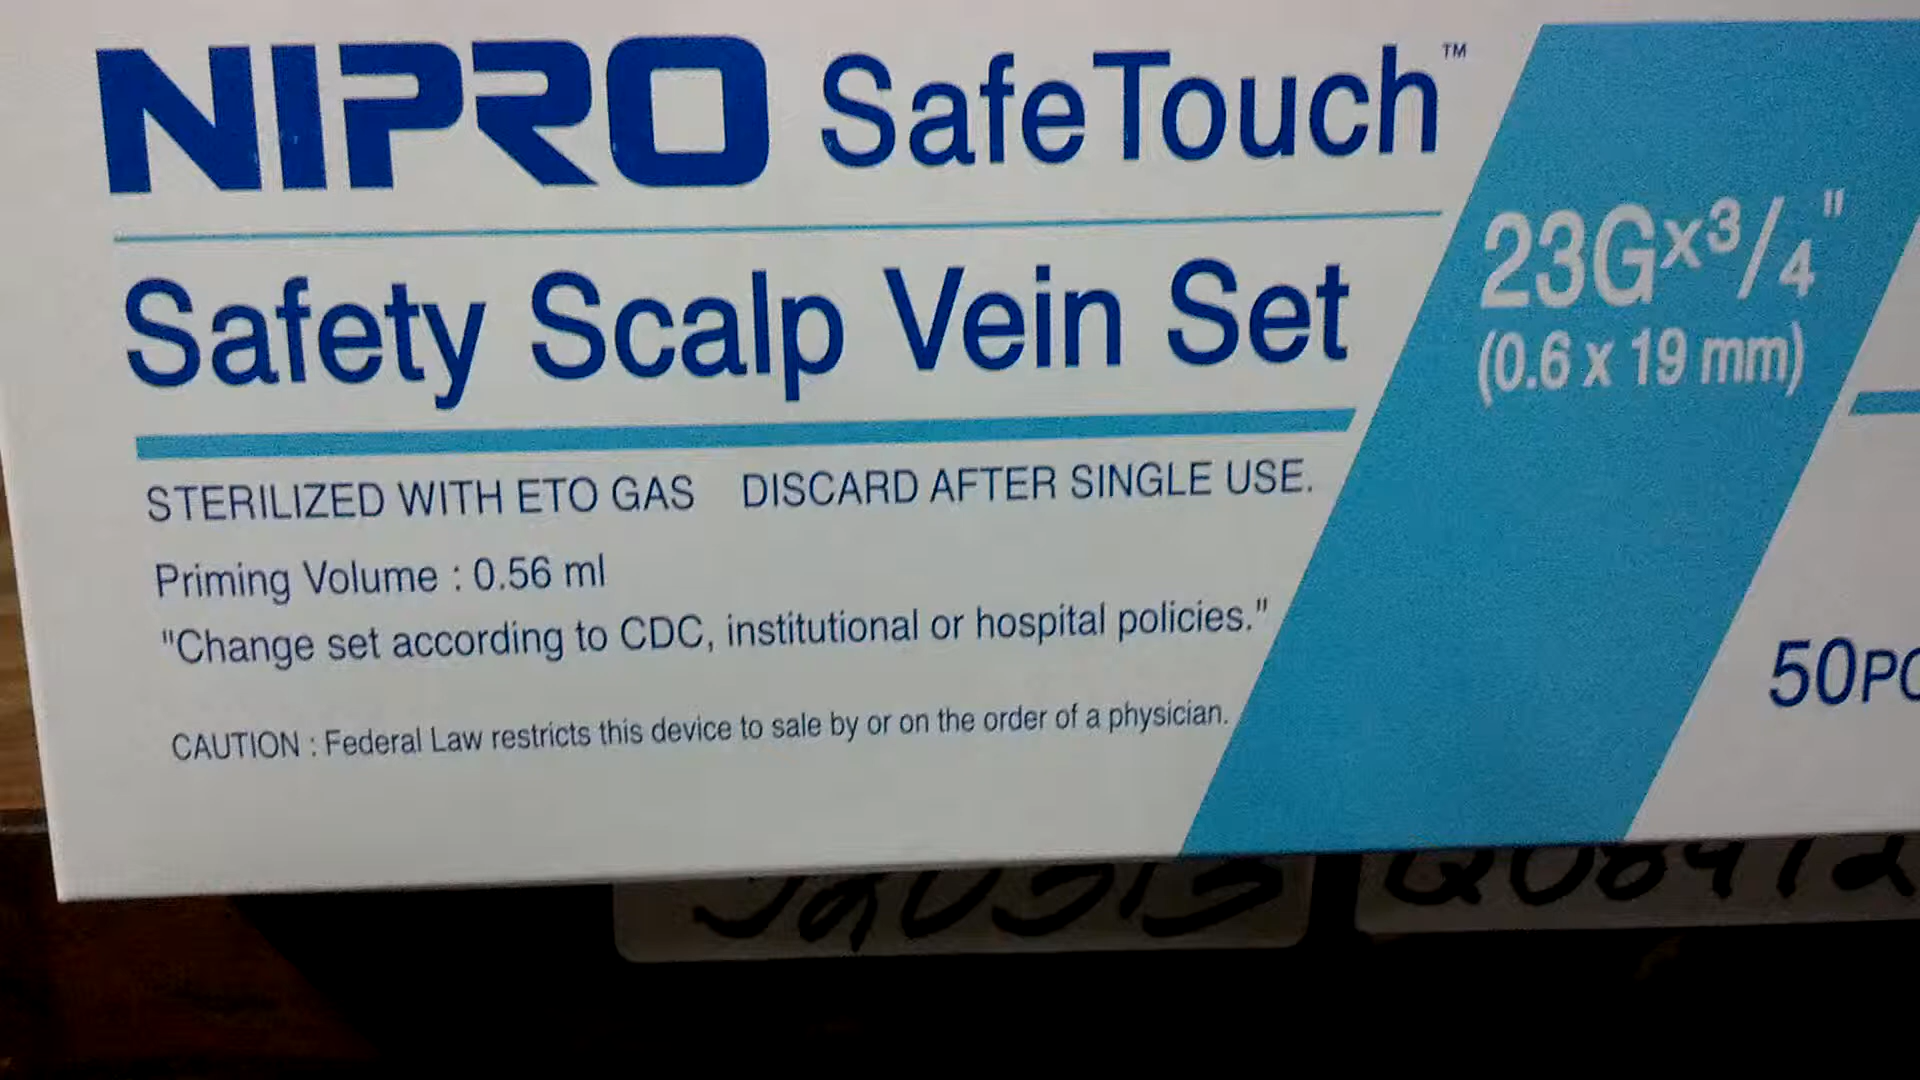 NIPRO SafeTouch™
Safety Scalp Vein Set
23Gx3/4"
(0.6 x 19 mm)
STERILIZED WITH ETO GAS DISCARD AFTER SINGLE USE.
Priming Volume : 0.56 ml
"Change set according to CDC, institutional or hospital policies."
50PC
CAUTION : Federal Law restricts this device to sale by or on the order of a physician.